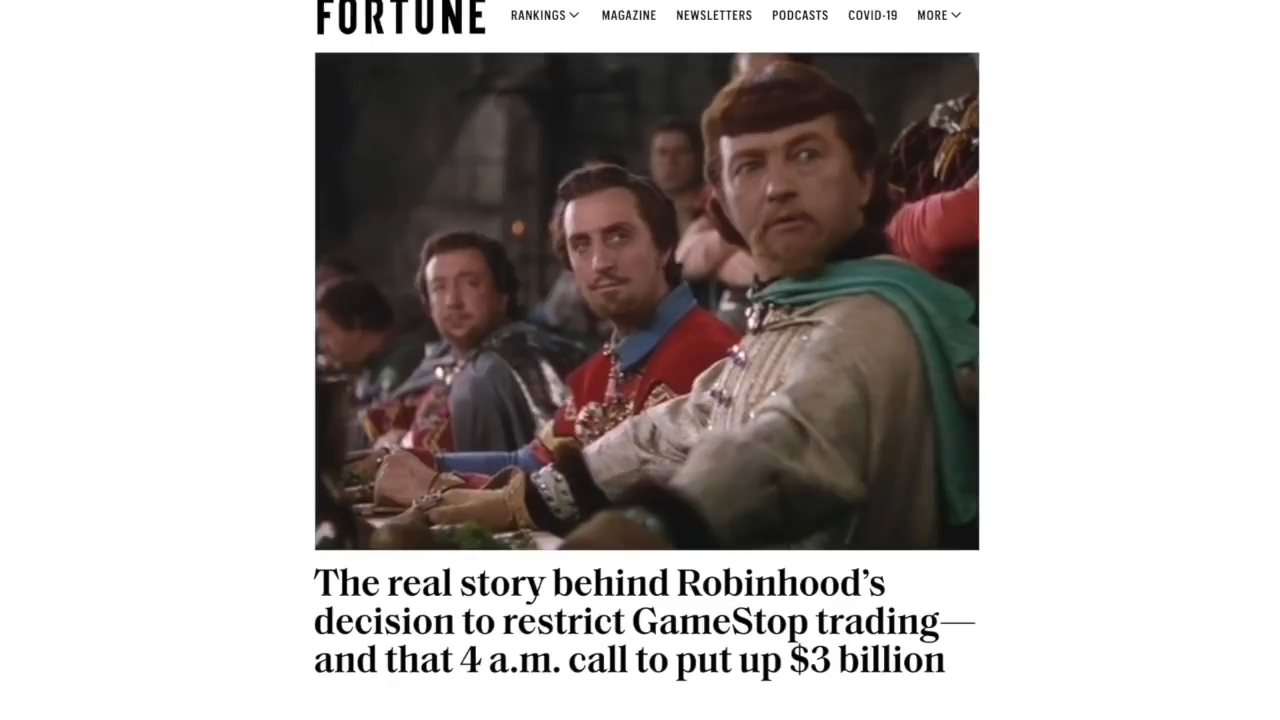 FORTUNE RANKINGS MAGAZINE NEWSLETTERS PODCASTS COVID-19 MORE
The real story behind Robinhood’s
decision to restrict GameStop trading—
and that 4 a.m. call to put up $3 billion